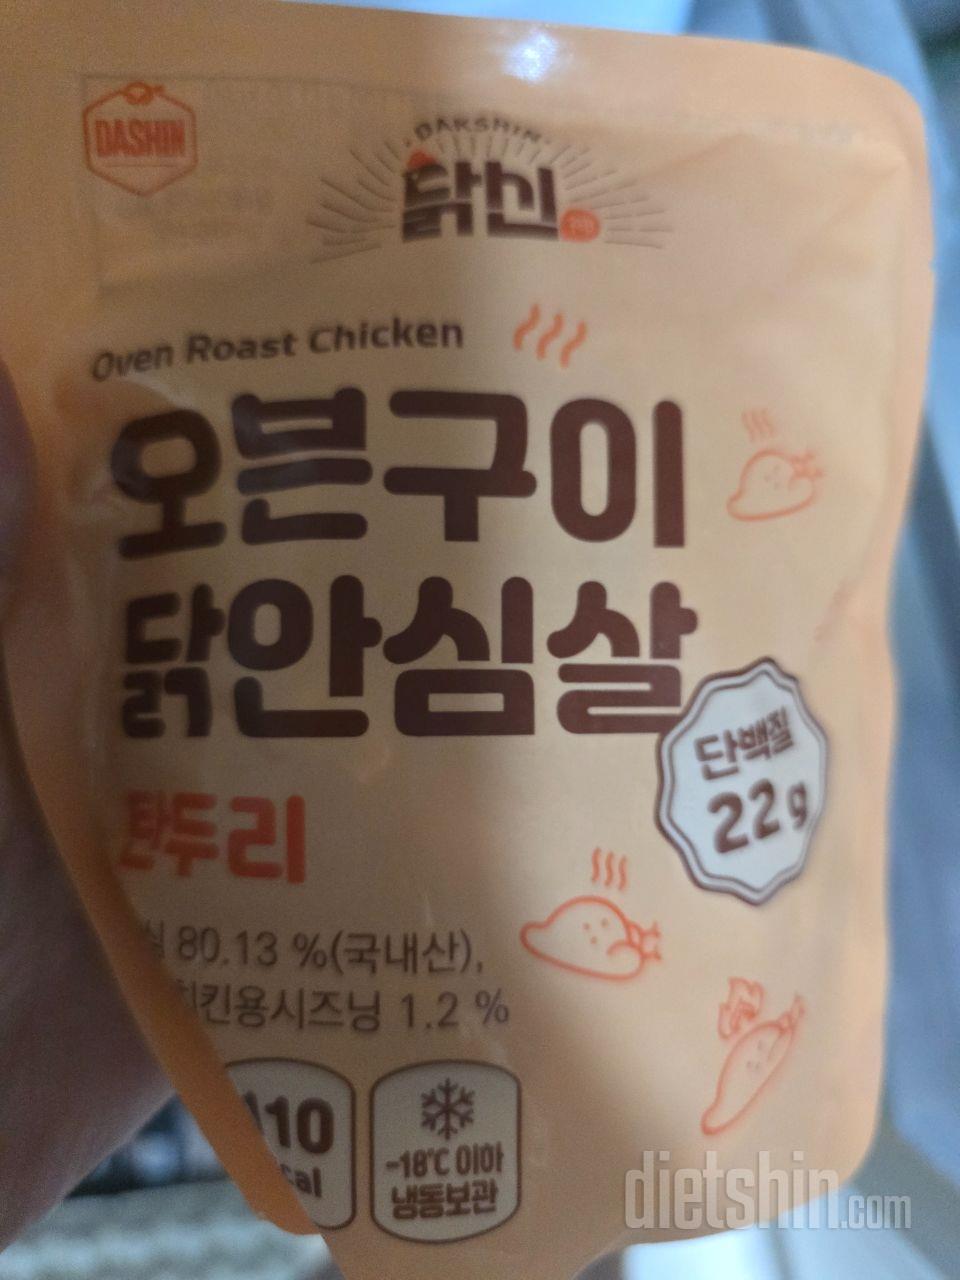 DASHIN
DAKSHIN
닭신
Oven Roast Chicken
오븐구이
닭안심살
단백질
22g
탄두리
80.13 %(국내산),
치킨용시즈닝 1.2 %
110
kcal
-18℃ 이하
냉동보관
dietshin.com